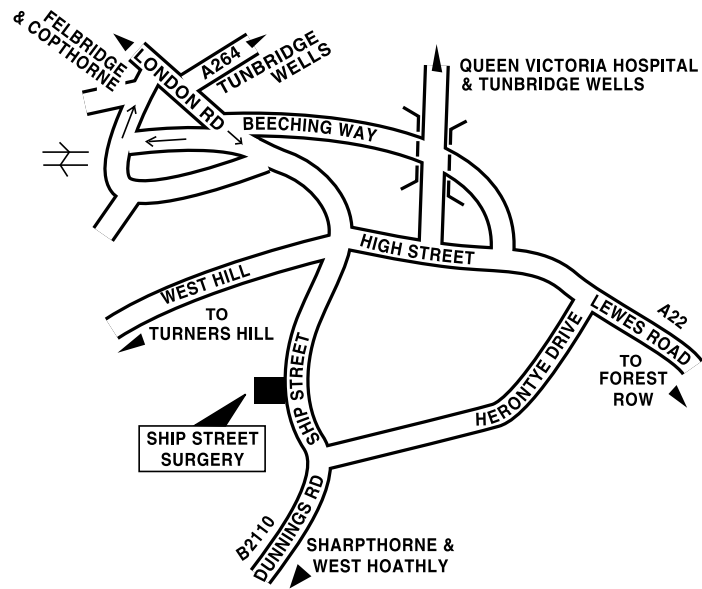 FELBRIDGE
& COPTHORNE
LONDON RD
A264
TUNBRIDGE
WELLS
QUEEN VICTORIA HOSPITAL
& TUNBRIDGE WELLS
BEECHING WAY
HIGH STREET
WEST HILL
TO
TURNERS HILL
A22
LEWES ROAD
TO
FOREST
ROW
HERONTYE DRIVE
SHIP STREET
SHIP STREET
SURGERY
B2110
DUNNINGS RD
SHARPTHORNE &
WEST HOATHLY